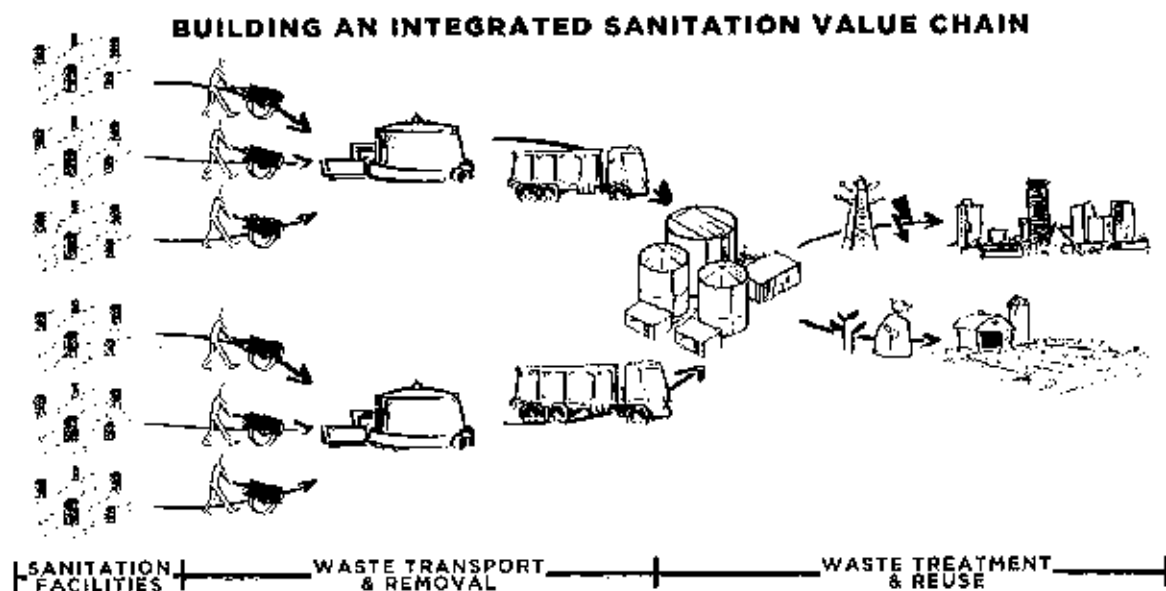 BUILDING AN INTEGRATED SANITATION VALUE CHAIN
SANITATION
FACILITIES
WASTE TRANSPORT
& REMOVAL
WASTE TREATMENT
& REUSE